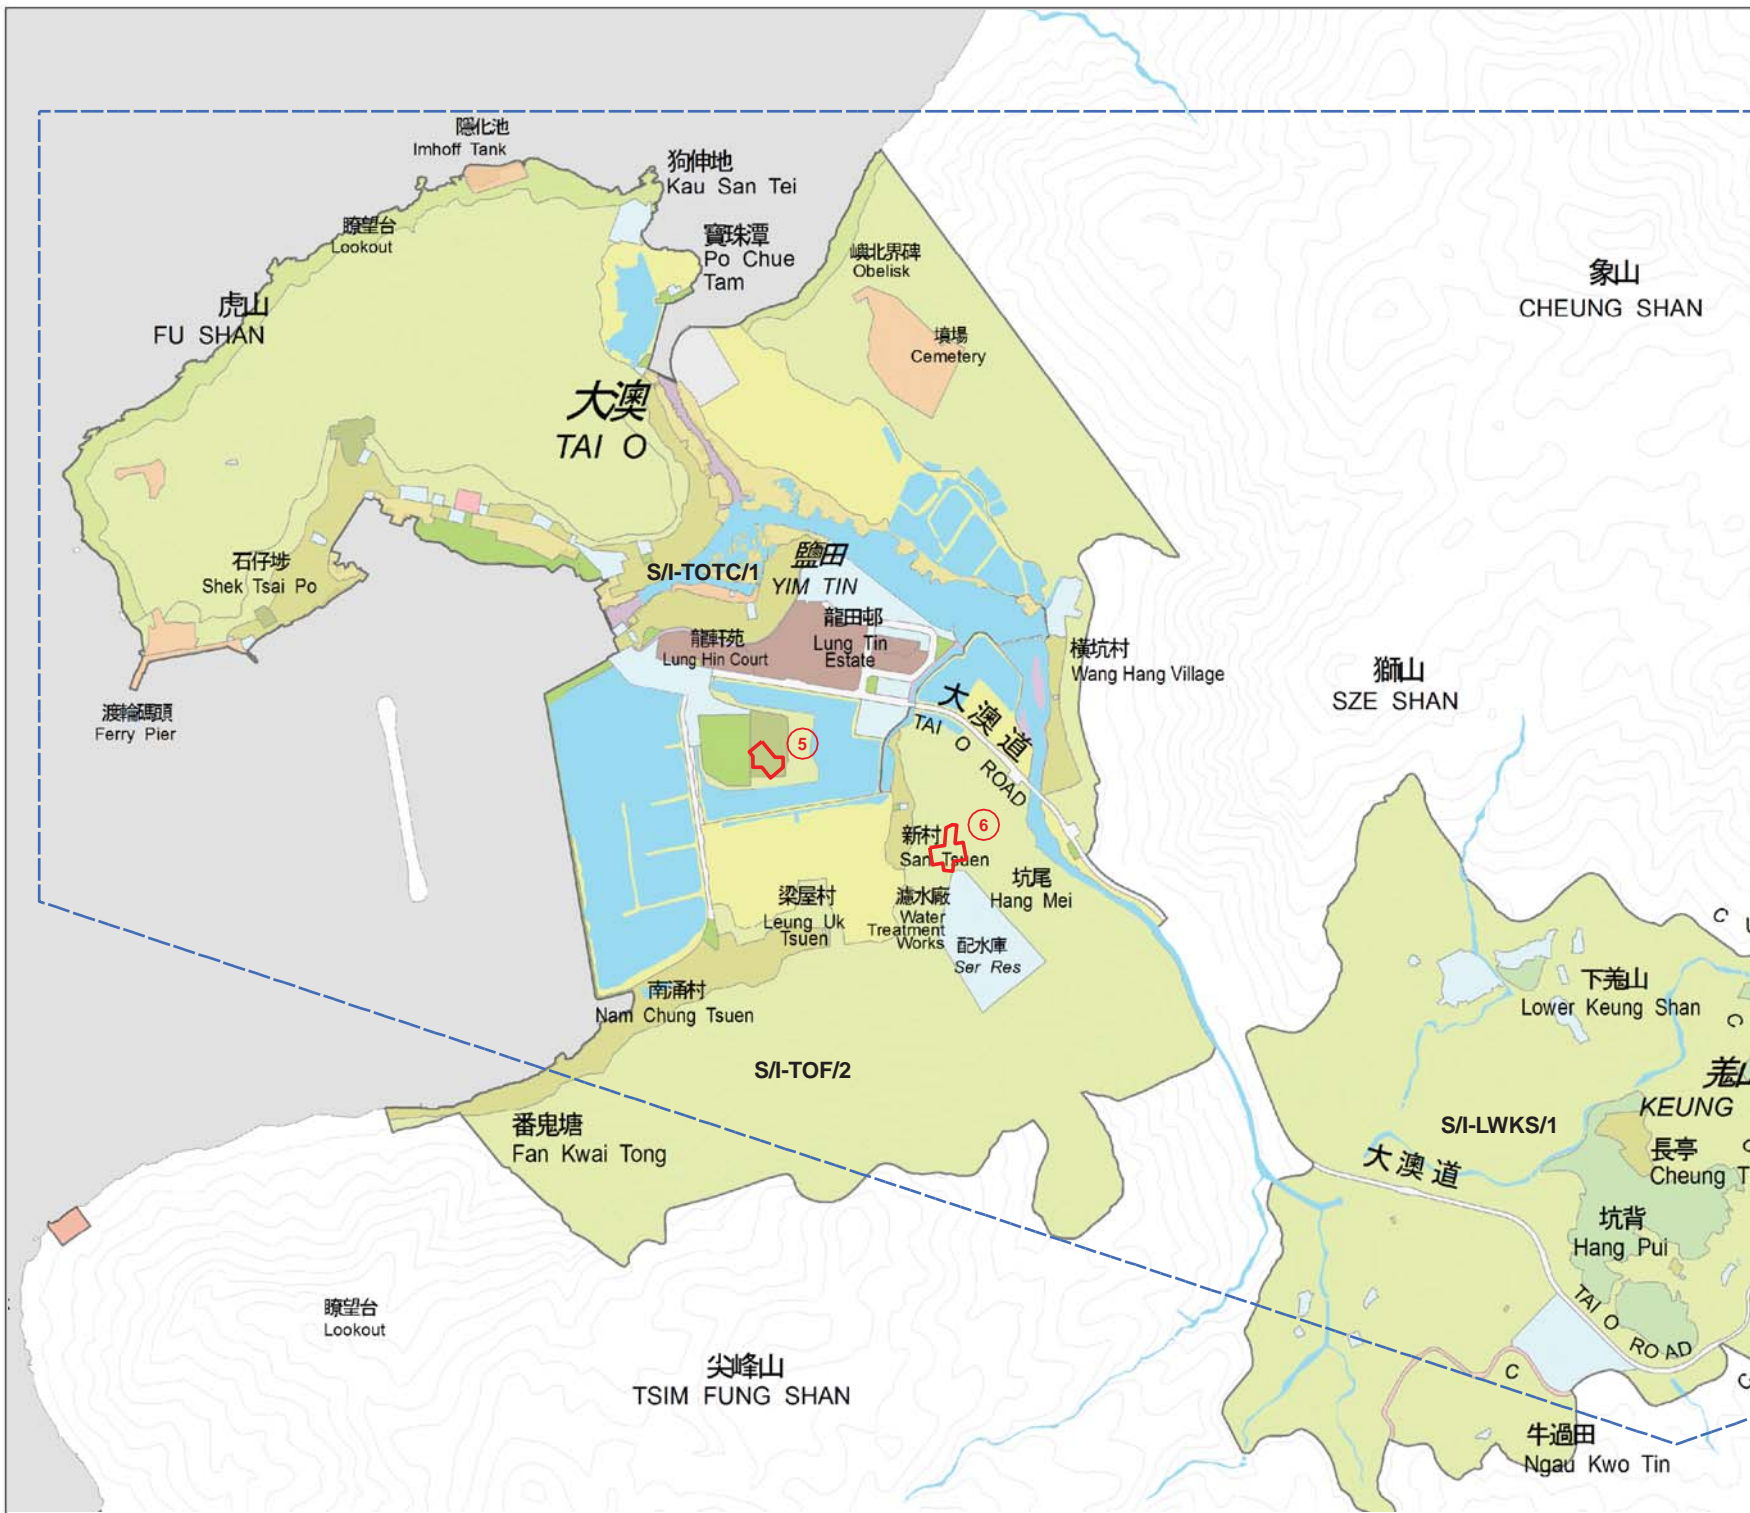 隱化池
Imhoff Tank
狗伸地
Kau San Tei
瞭望台
Lookout
寶珠潭
Po Chue
Tam
嶼北界碑
Obelisk
象山
CHEUNG SHAN
虎山
FU SHAN
墳場
Cemetery
大澳
TAI O
石仔埗
Shek Tsai Po
S/I-TOTC/1
鹽田
YIM TIN
龍田邨
Lung Tin
Estate
龍軒苑
Lung Hin Court
橫坑村
Wang Hang Village
獅山
SZE SHAN
渡輪碼頭
Ferry Pier
大澳道
TAI O ROAD
5
6
新村
San Tsuen
坑尾
Hang Mei
梁屋村
Leung Uk
Tsuen
濾水廠
Water
Treatment
Works
配水庫
Ser Res
南涌村
Nam Chung Tsuen
下羗山
Lower Keung Shan
C
C
S/I-TOF/2
羗山
KEUNG
番鬼塘
Fan Kwai Tong
S/I-LWKS/1
大澳道
長亭
Cheung T
坑背
Hang Pui
TAI O ROAD
瞭望台
Lookout
尖峰山
TSIM FUNG SHAN
C
牛過田
Ngau Kwo Tin